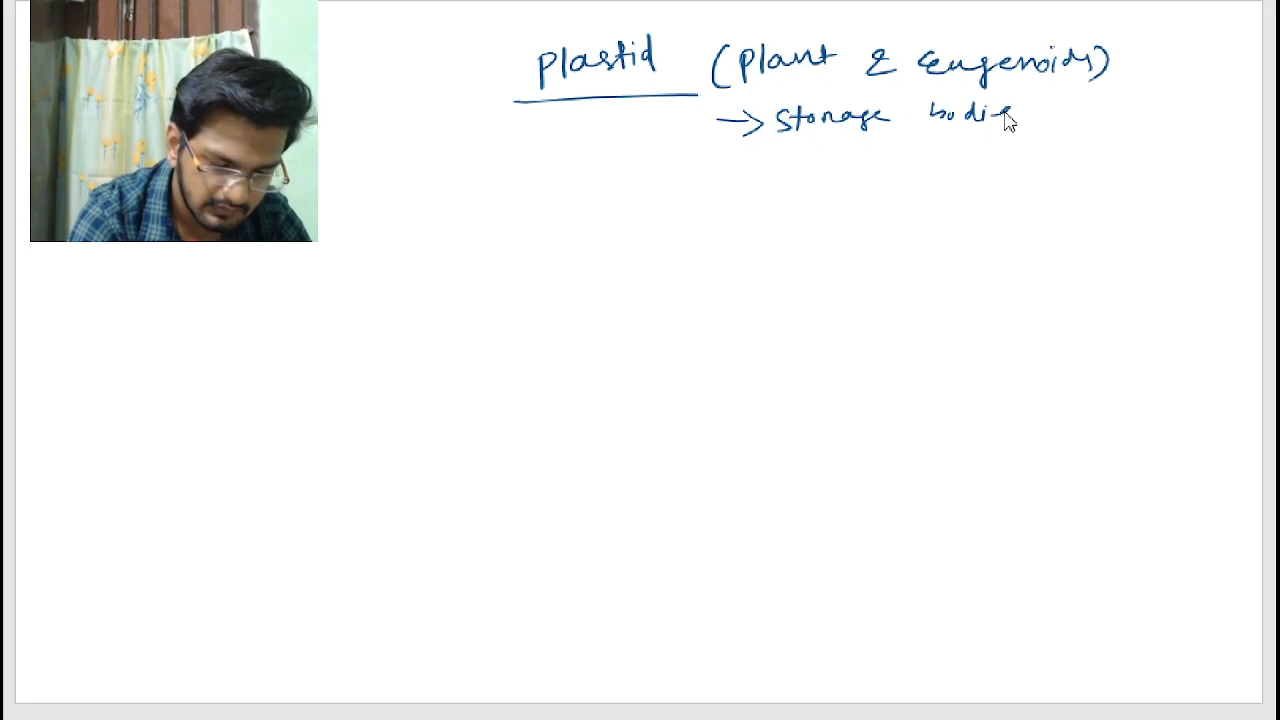 Plastid (Plant & Eugenoids)
→ Storage bodie